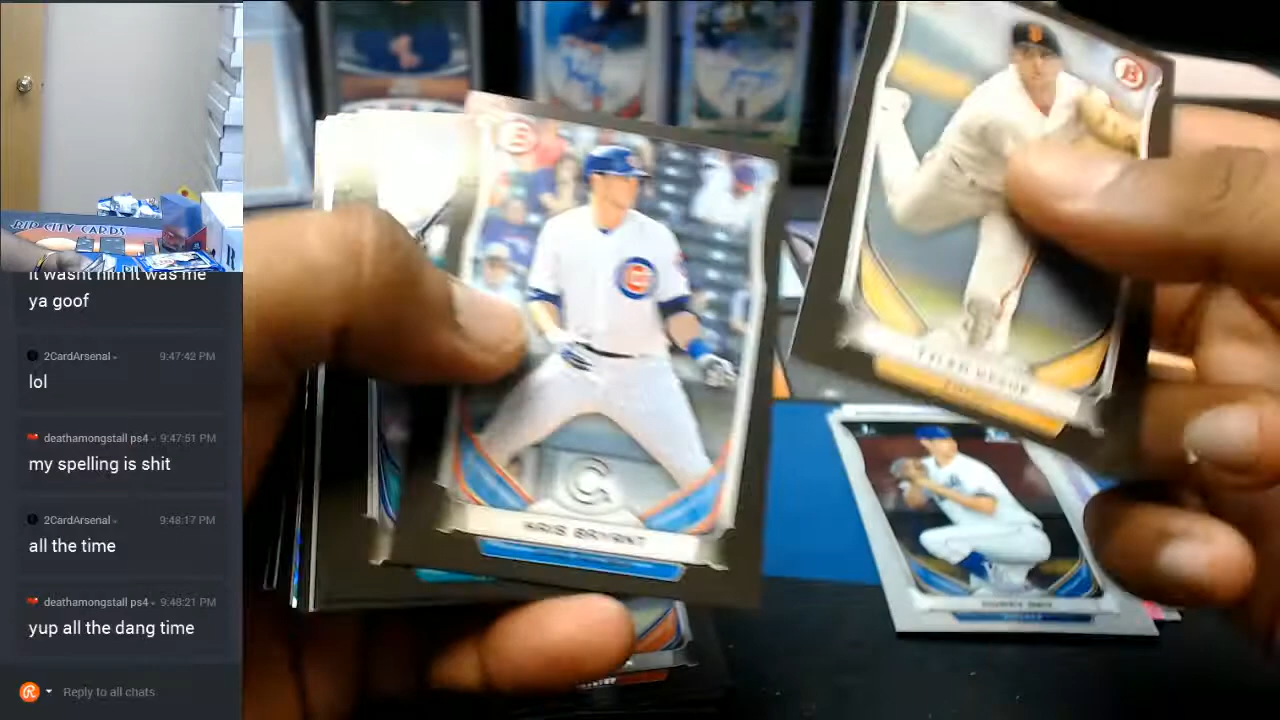 RIP CITY CARDS
it wasnt him it was me
ya goof
2CardArsenal 9:47:42 PM
lol
deathamongstall ps4 9:47:51 PM
my spelling is shit
2CardArsenal 9:48:17 PM
all the time
deathamongstall ps4 9:48:21 PM
yup all the dang time
Reply to all chats
B
C
C
KRIS BRYANT
B